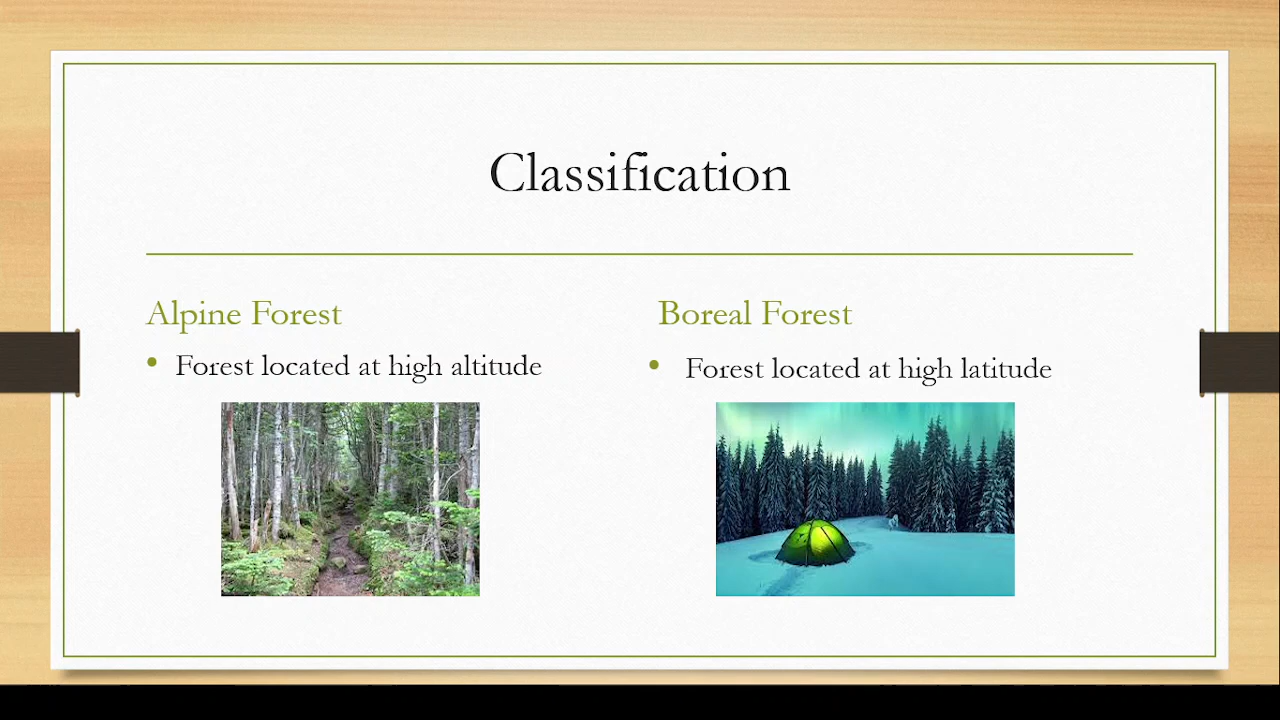 Classification
Alpine Forest
• Forest located at high altitude
Boreal Forest
• Forest located at high latitude